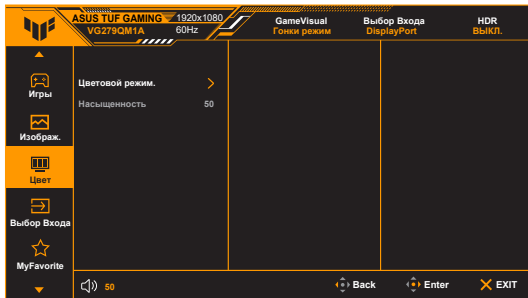 ASUS TUF GAMING 1920x1080 GameVisual Выбор Входа HDR
VG279QM1A 60Hz Гонки режим DisplayPort ВЫКЛ.
Игры
Цветовой режим.
Насыщенность 50
Изображ.
Цвет
Выбор Входа
MyFavorite
50 Back Enter EXIT